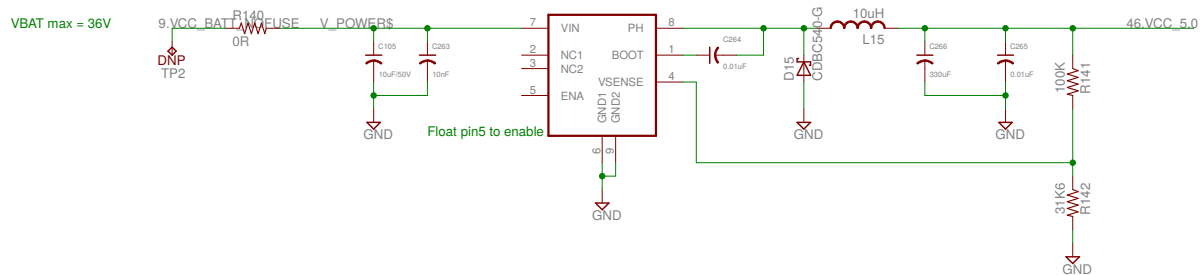 VBAT max = 36V
9.VCC_BATT_NOFUSE
R140
0R
V_POWER$
DNP
TP2
C105
10uF/50V
C263
10nF
GND
7
VIN
2
NC1
3
NC2
5
ENA
PH
8
BOOT
1
VSENSE
4
GND1
GND2
6
9
Float pin5 to enable
GND
C264
0.01uF
D15
CDBC540-G
GND
10uH
L15
C266
330uF
C265
0.01uF
GND
46.VCC_5.0
100K
R141
31K6
R142
GND